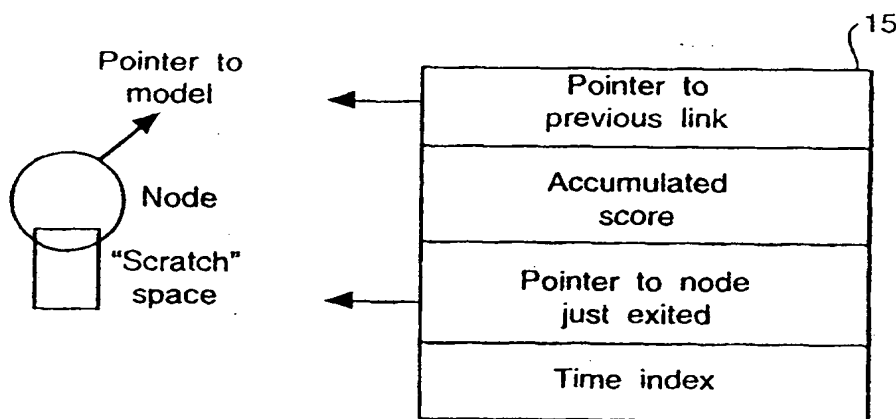 Pointer to
model
Node
"Scratch"
space
15
Pointer to
previous link
Accumulated
score
Pointer to node
just exited
Time index